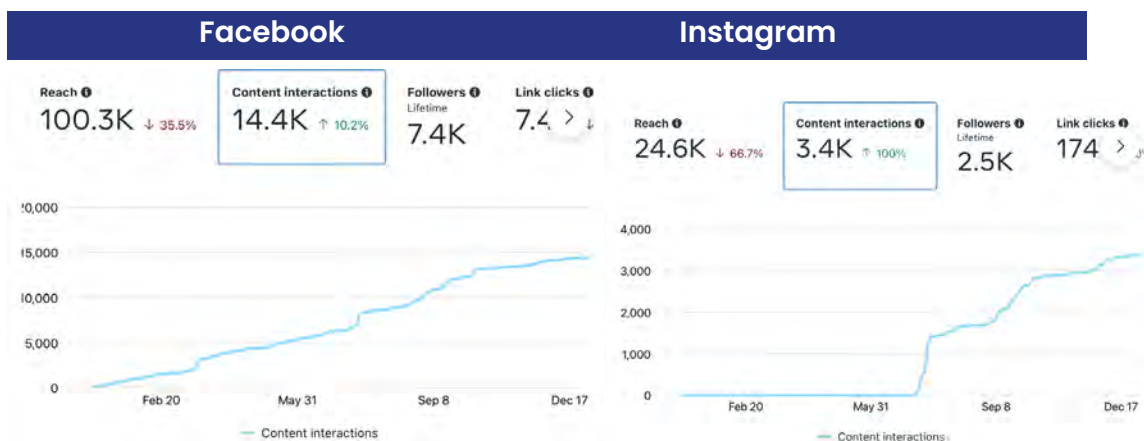 Facebook
Instagram
Reach
Content interactions
Followers
Link clicks
Lifetime
100.3K ↓ 35.5%
14.4K ↑ 10.2%
7.4K
7.4
Reach
Content interactions
Followers
Link clicks
Lifetime
24.6K ↓ 66.7%
3.4K ↑ 100%
2.5K
174
15,000
10,000
5,000
0
Feb 20
May 31
Sep 8
Dec 17
Content interactions
4,000
3,000
2,000
1,000
0
Feb 20
May 31
Sep 8
Dec 17
Content interactions